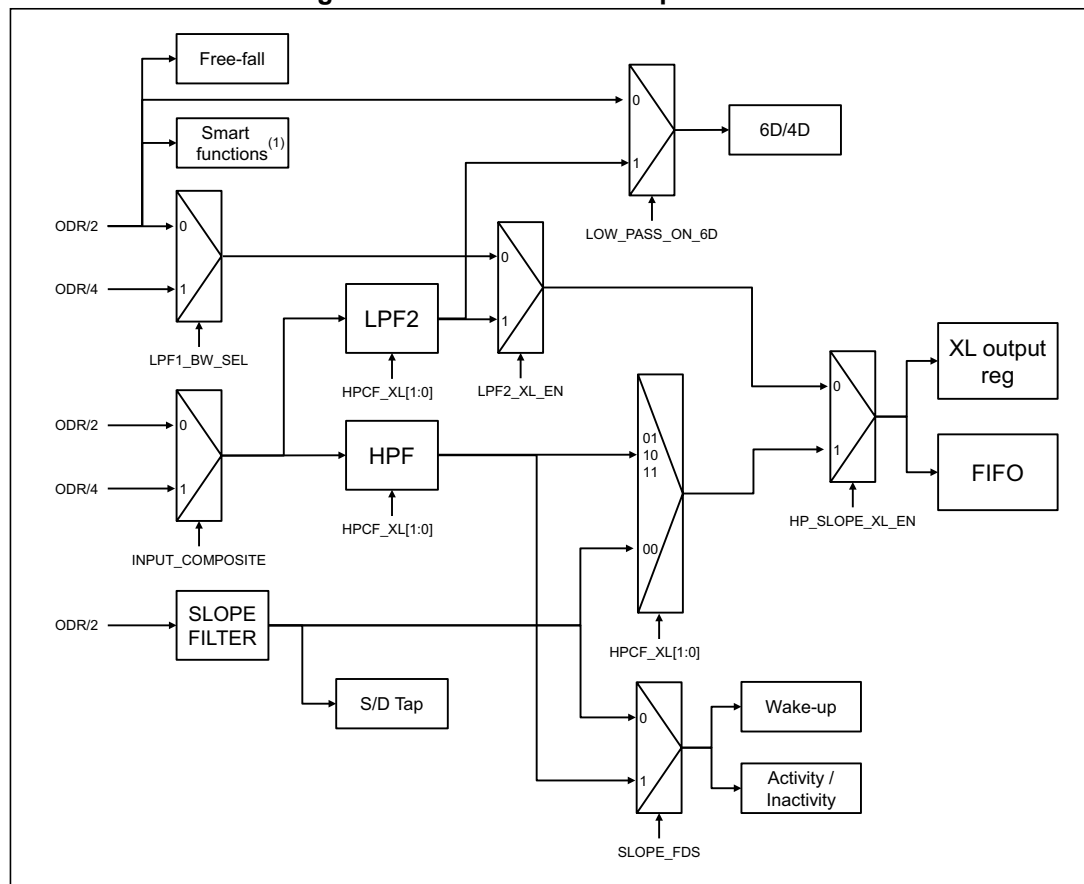 Free-fall
Smart
functions(1)
0
1
6D/4D
LOW_PASS_ON_6D
ODR/2
0
ODR/4
1
LPF1_BW_SEL
LPF2
HPCF_XL[1:0]
0
1
LPF2_XL_EN
XL output
reg
FIFO
0
1
HP_SLOPE_XL_EN
ODR/2
0
ODR/4
1
INPUT_COMPOSITE
HPF
HPCF_XL[1:0]
01
10
11
00
HPCF_XL[1:0]
ODR/2
SLOPE
FILTER
S/D Tap
0
1
SLOPE_FDS
Wake-up
Activity /
Inactivity